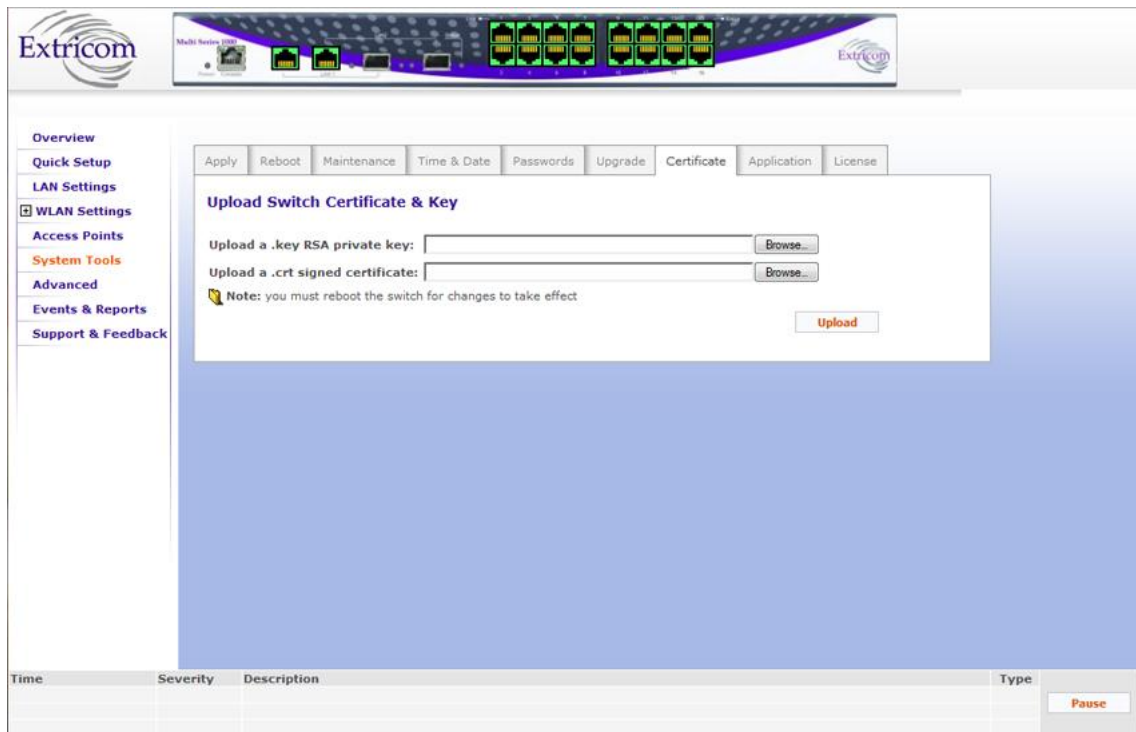 Extricom
Multi Series 1000
Extricom
Overview
Quick Setup
LAN Settings
WLAN Settings
Access Points
System Tools
Advanced
Events & Reports
Support & Feedback
Apply Reboot Maintenance Time & Date Passwords Upgrade Certificate Application License
Upload Switch Certificate & Key
Upload a .key RSA private key: Browse...
Upload a .crt signed certificate: Browse...
Note: you must reboot the switch for changes to take effect
Upload
Time Severity Description Type
Pause